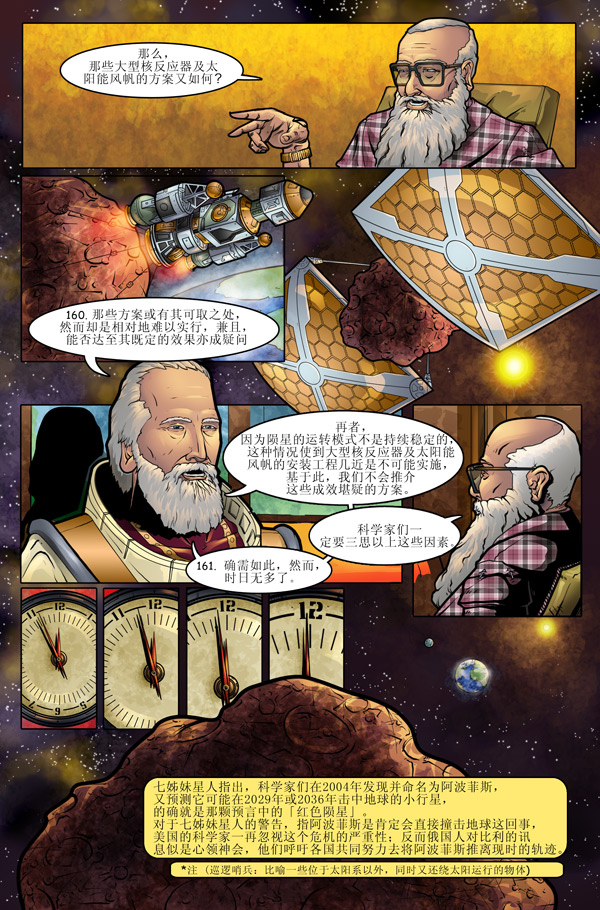 那么,
那些大型核反应器及太
阳能风帆的方案又如何?
160. 那些方案或有其可取之处,
然而却是相对地难以实行, 兼且,
能否达至其既定的效果亦成疑问
再者,
因为陨星的运转模式不是持续稳定的,
这种情况使到大型核反应器及太阳能
风帆的安装工程几近是不可能实施,
基于此, 我们不会推介
这些成效堪疑的方案。
科学家们一
定要三思以上这些因素。
161. 确需如此, 然而,
时日无多了。
12
9
3
6
12
12
12
七姊妹星人指出, 科学家们在2004年发现并命名为阿波菲斯,
又预测它可能在2029年或2036年击中地球的小行星,
的确就是那颗预言中的「红色陨星」。
对于七姊妹星人的警告, 指阿波菲斯是肯定会直接撞击地球这回事,
美国的科学家一再忽视这个危机的严重性; 反而俄国人对比利的讯
息似是心领神会, 他们呼吁各国共同努力去将阿波菲斯推离现时的轨迹。
*注 (巡逻哨兵: 比喻一些位于太阳系以外, 同时又还绕太阳运行的物体)